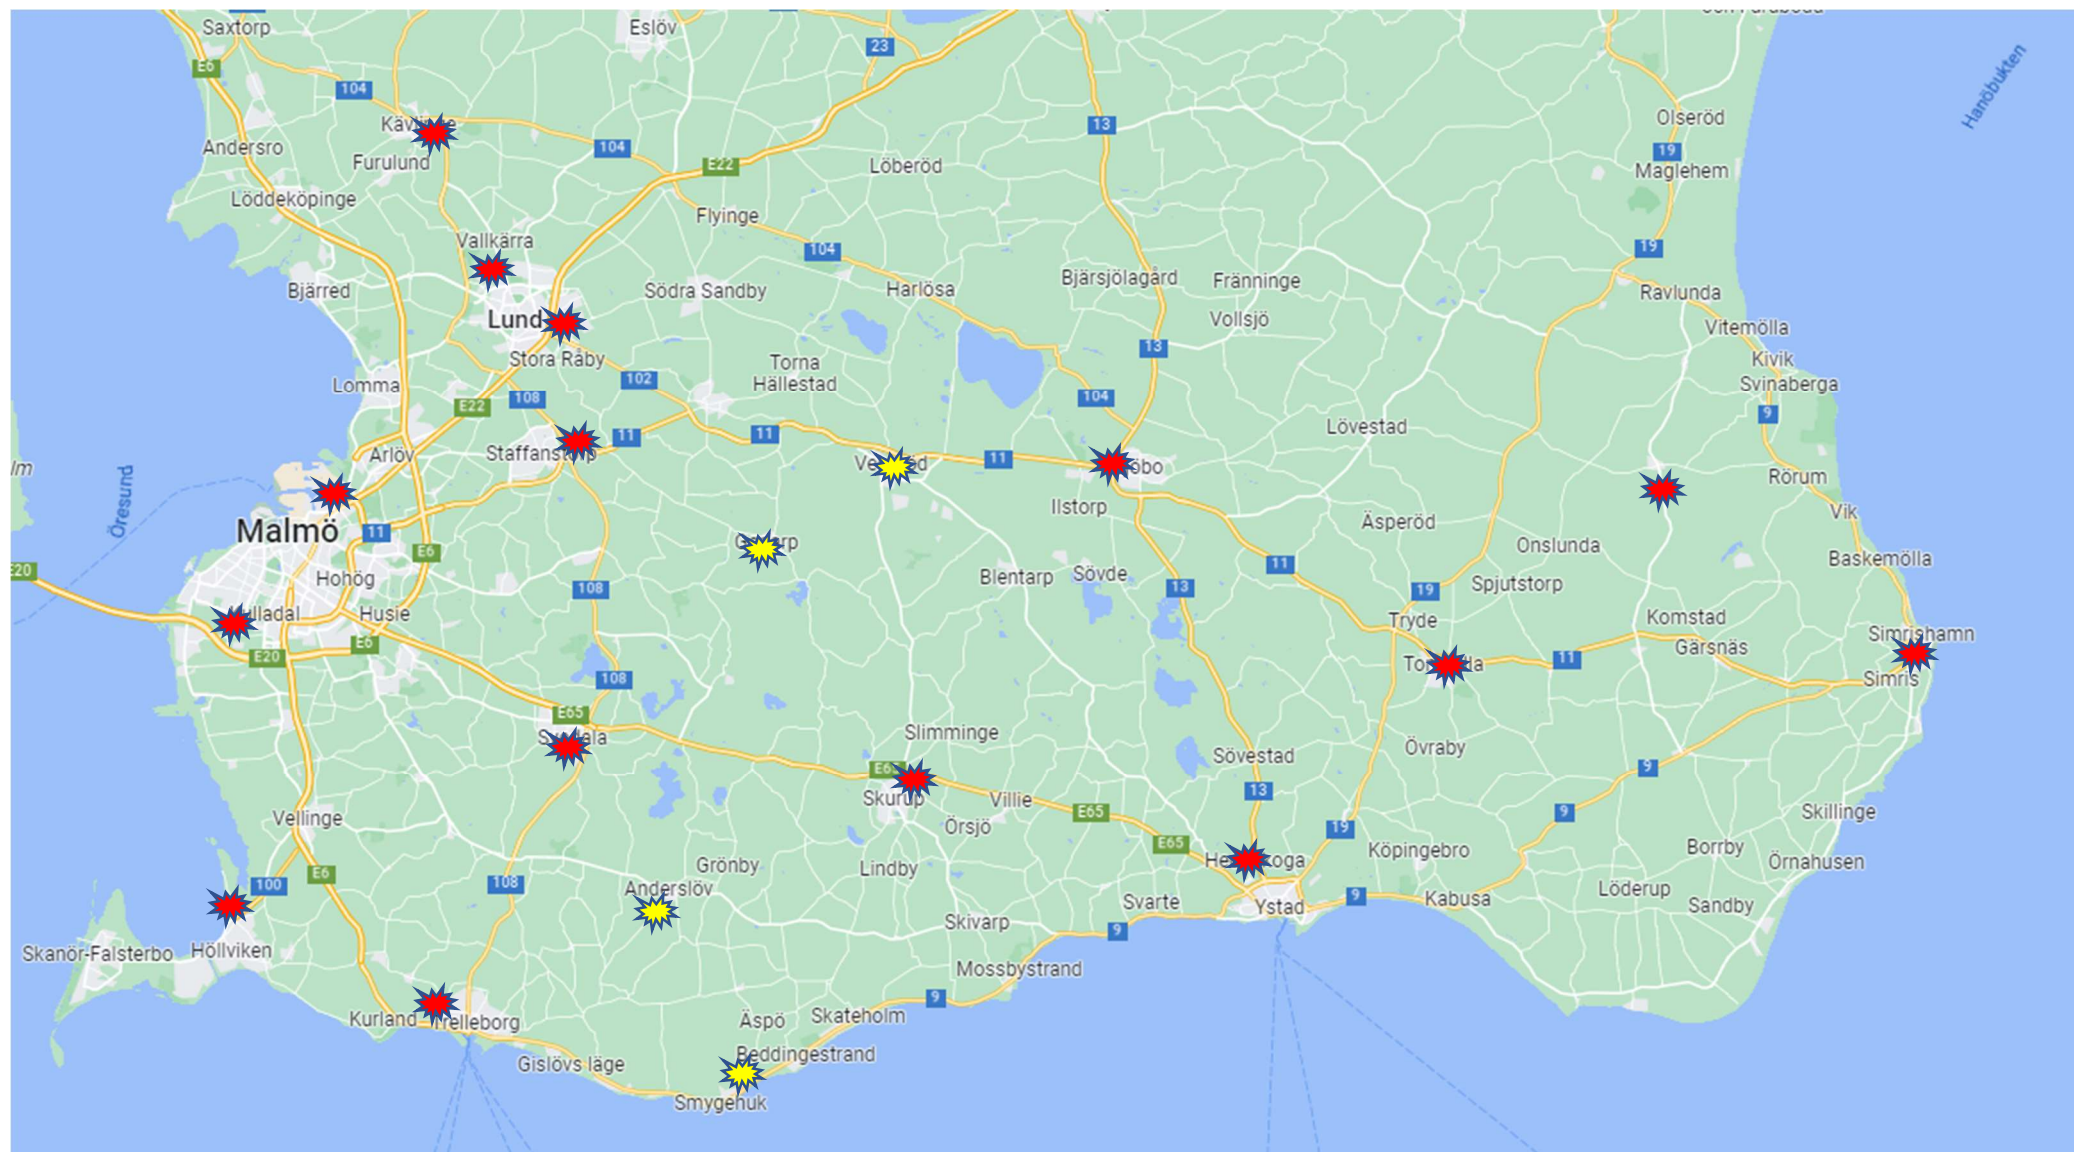 Saxtorp
Eslöv
23
E6
104
Hanöbukten
13
Olseröd
Andersro
104
19
Furulund
E22
Löberöd
Maglehem
Löddeköpinge
Flyinge
Vallkärra
104
19
Bjärred
Södra Sandby
Harlösa
Bjärsjölagård
Fränninge
Ravlunda
Lund
Vollsjö
Vitemölla
Stora Råby
13
Kivik
Torna
Hällestad
Lomma
102
104
Svinaberga
E22
108
9
11
11
Lövestad
Arlöv
Staffanstorp
11
Rörum
Öresund
Ilstorp
Vik
Malmö
11
Äsperöd
Onslunda
E6
Baskemölla
Hohög
Blentarp
Sövde
11
108
13
19
Spjutstorp
Husie
Tryde
Komstad
E6
Simrishamn
E20
11
Gärsnäs
108
Simris
E65
Slimminge
Övraby
Sövestad
9
Skurup
Villie
13
E65
9
Skillinge
Vellinge
Örsjö
19
E65
Köpingebro
Borrby
Grönby
Lindby
Örnahusen
E6
100
108
Anderslöv
Svarte
9
Kabusa
Löderup
Ystad
Sandby
Skivarp
9
Skanör-Falsterbo
Höllviken
Mossbystrand
9
Kurland
Trelleborg
Äspö
Skateholm
Beddingestrand
Gislövs läge
Smygehuk